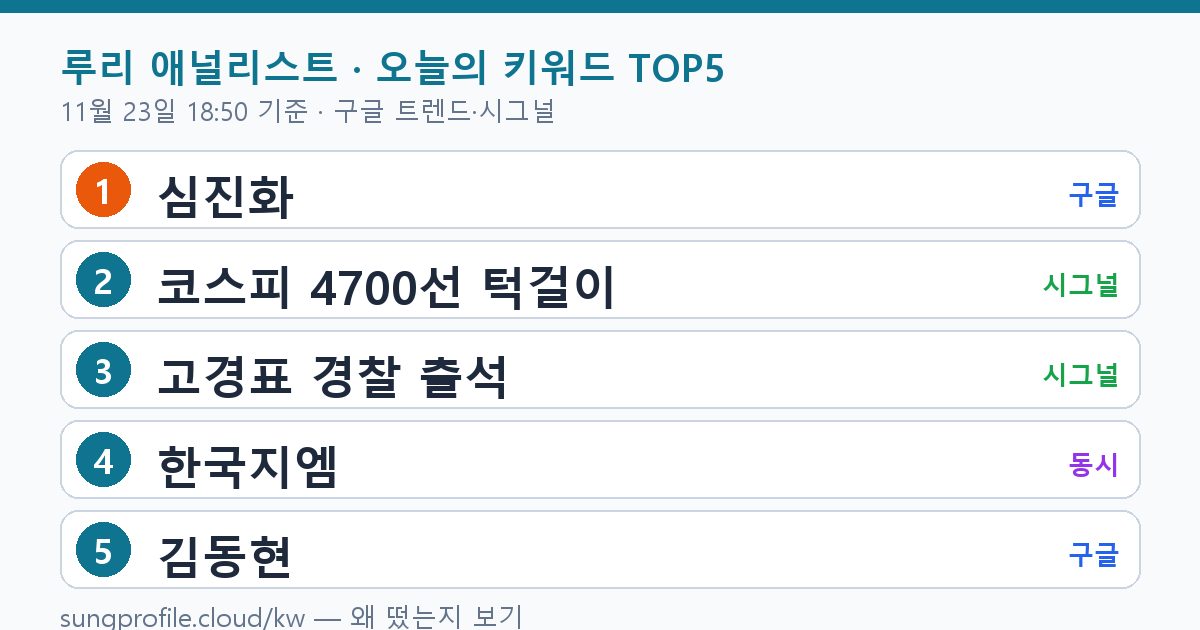 루리 애널리스트 · 오늘의 키워드 TOP5
11월 23일 18:50 기준 · 구글 트렌드·시그널
1 심진화 구글
2 코스피 4700선 턱걸이 시그널
3 고경표 경찰 출석 시그널
4 한국지엠 동시
5 김동현 구글
sungprofile.cloud/kw — 왜 떴는지 보기